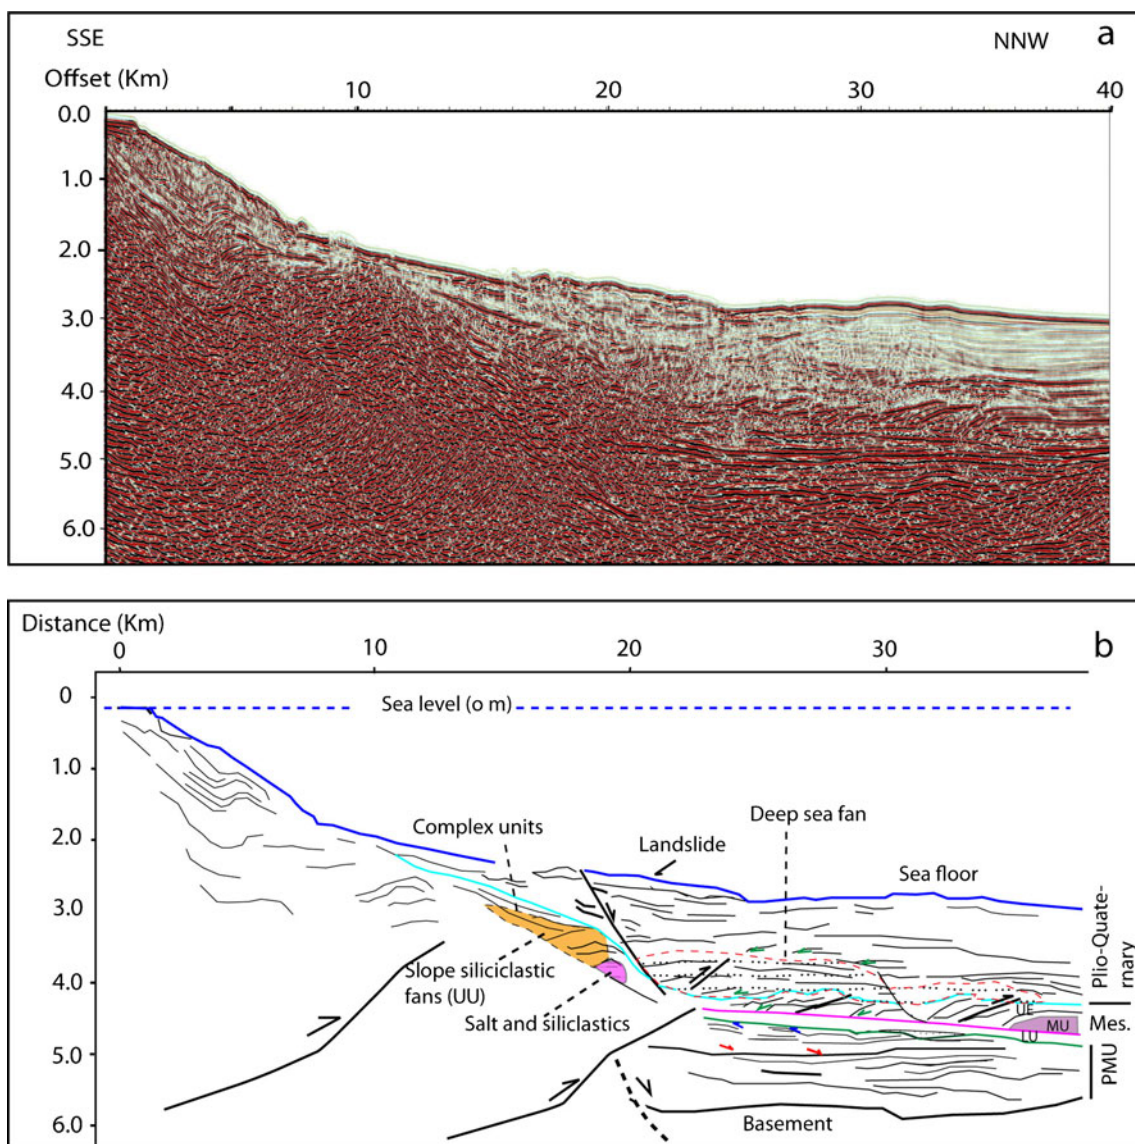 SSE NNW a
Offset (Km) 10 20 30 40
0.0
1.0
2.0
3.0
4.0
5.0
6.0
Distance (Km) b
0 10 20 30
0
Sea level (o m)
1.0
2.0
Complex units
Deep sea fan
Landslide
Sea floor
3.0
Plio-Quate-
rnary
Slope siliciclastic
fans (UU)
4.0
Salt and siliclastics
UE
MU
Mes.
LU
5.0
PMU
Basement
6.0